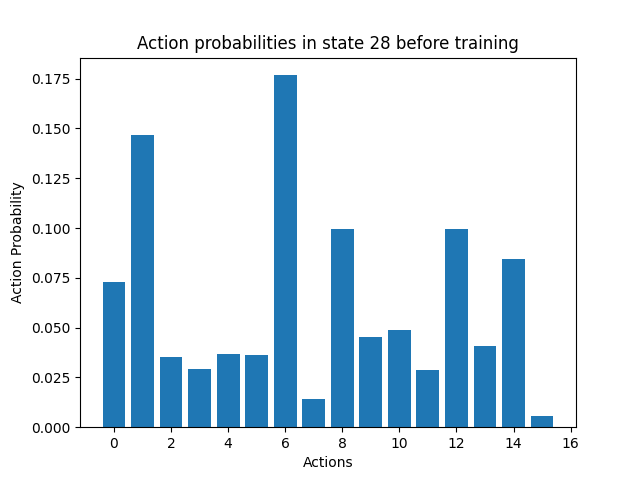 Action probabilities in state 28 before training
0.175
0.150
0.125
0.100
0.075
0.050
0.025
0.000
Action Probability
0 2 4 6 8 10 12 14 16
Actions